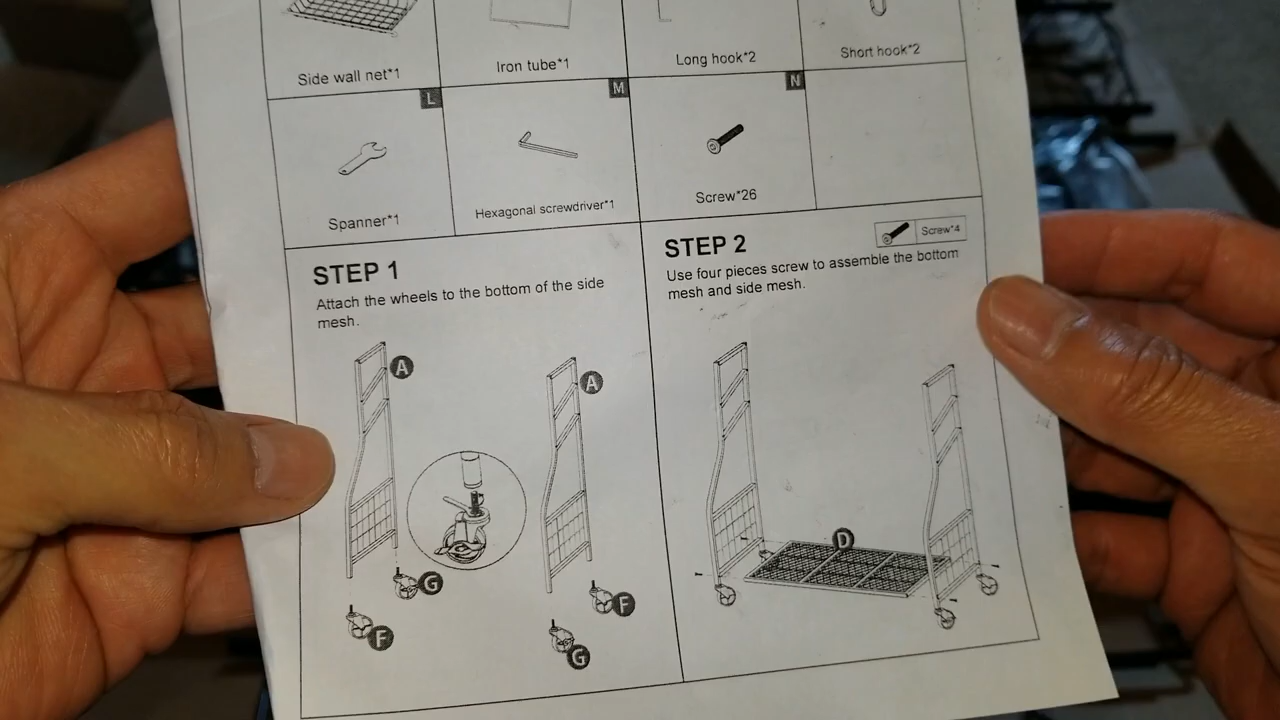 Side wall net*1
Iron tube*1
Long hook*2
Short hook*2
L
M
N
Spanner*1
Hexagonal screwdriver*1
Screw*26
STEP 1
Attach the wheels to the bottom of the side
mesh.
A
A
G
F
F
G
STEP 2
Screw*4
Use four pieces screw to assemble the bottom
mesh and side mesh.
D